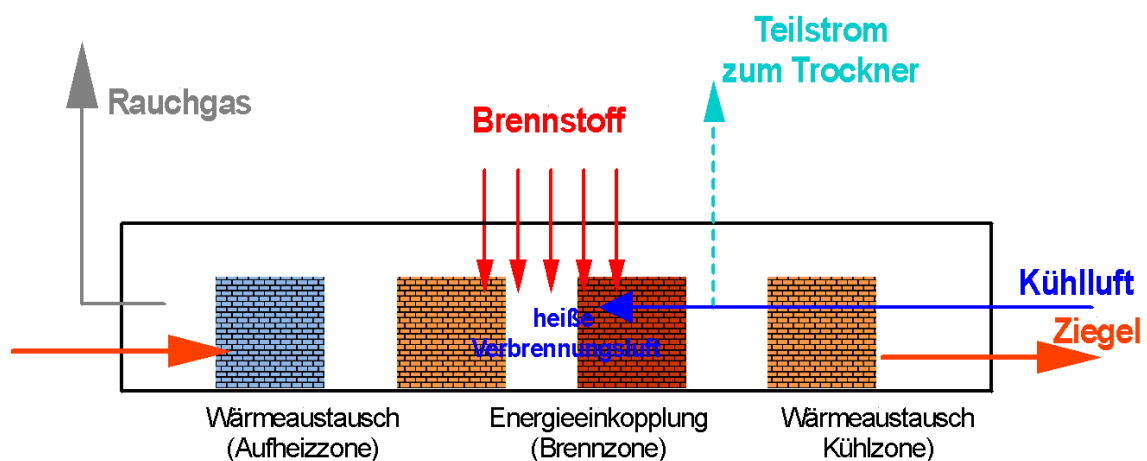 Teilstrom
zum Trockner
Rauchgas
Brennstoff
Kühlluft
heiße
Verbrennungsluft
Ziegel
Wärmeaustausch
(Aufheizzone)
Energieeinkopplung
(Brennzone)
Wärmeaustausch
Kühlzone)